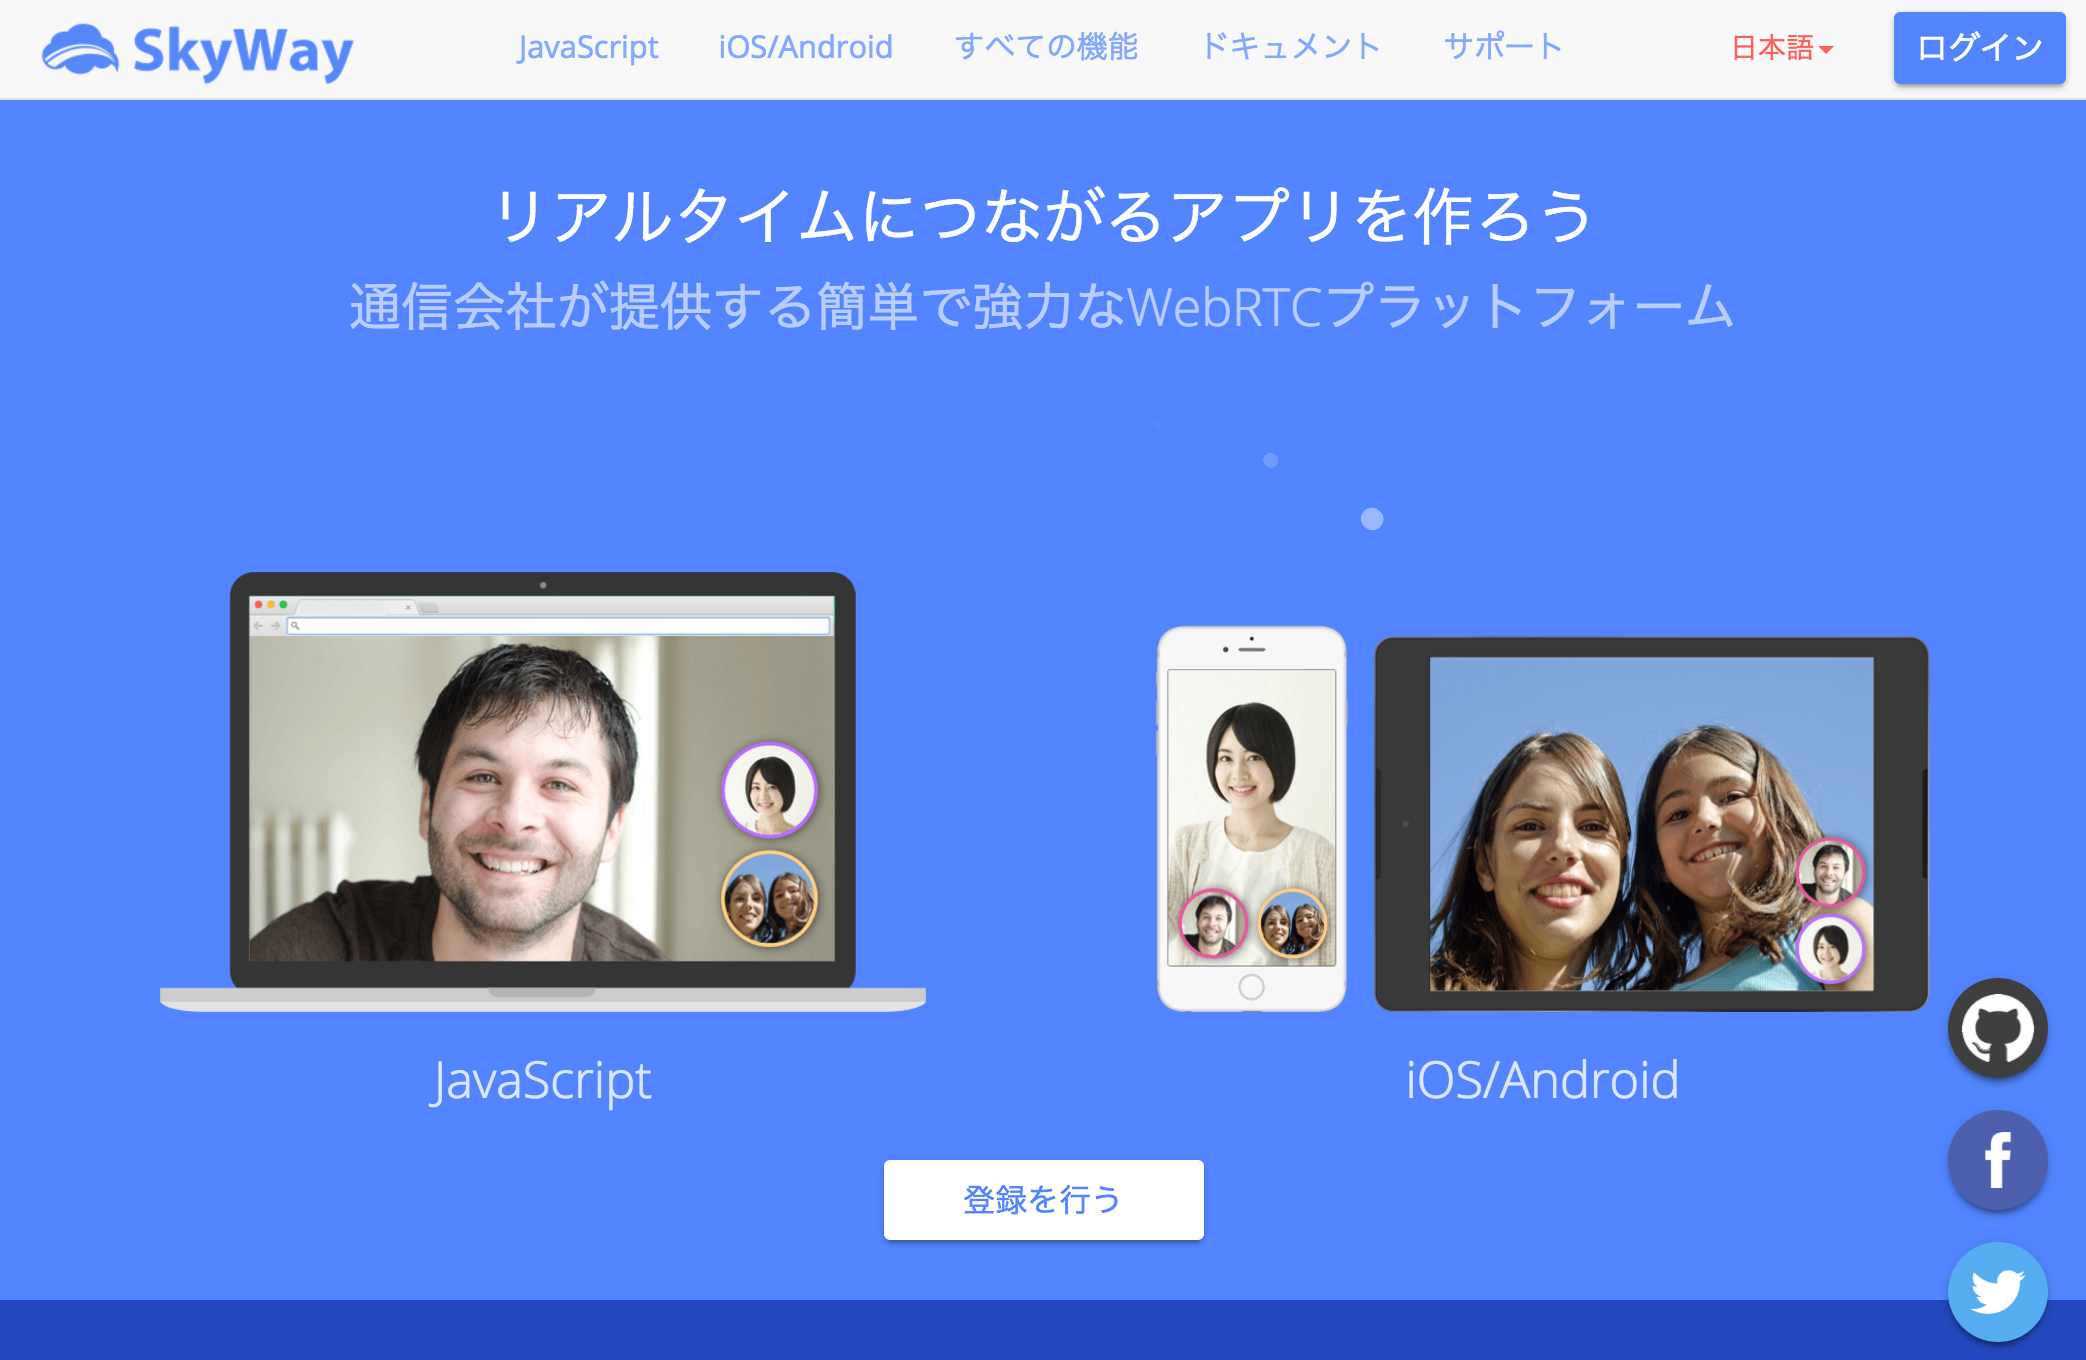 SkyWay
JavaScript
iOS/Android
すべての機能
ドキュメント
サポート
日本語
ログイン
リアルタイムにつながるアプリを作ろう
通信会社が提供する簡単で強力なWebRTCプラットフォーム
JavaScript
iOS/Android
登録を行う